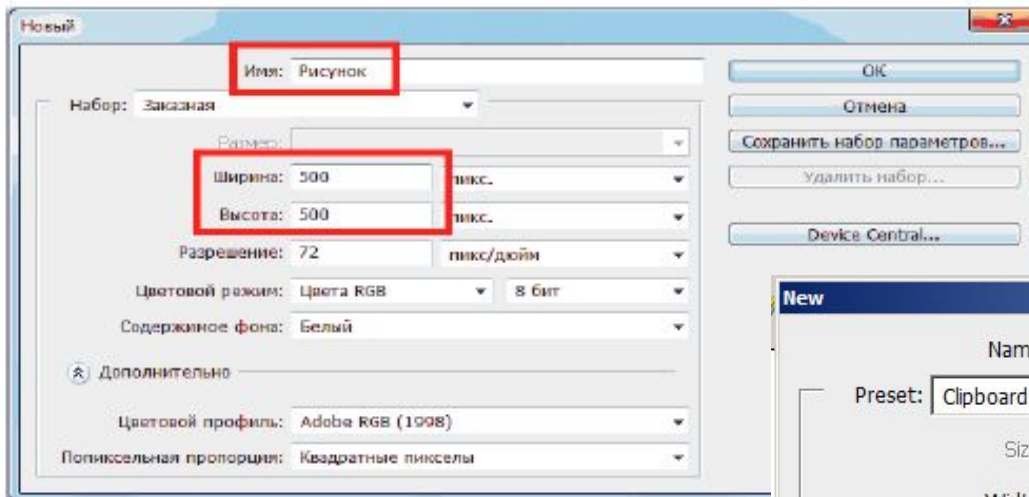 Новый
Имя: Рисунок
Набор: Заказная
Размер:
Ширина: 500 пикс.
Высота: 500 пикс.
Разрешение: 72 пикс/дюйм
Цветовой режим: Цвета RGB 8 бит
Содержимое фона: Белый
Дополнительно
Цветовой профиль: Adobe RGB (1998)
Попиксельная пропорция: Квадратные пикселы
OK
Отмена
Сохранить набор параметров...
Удалить набор...
Device Central...
New
Nam
Preset: Clipboard
Siz